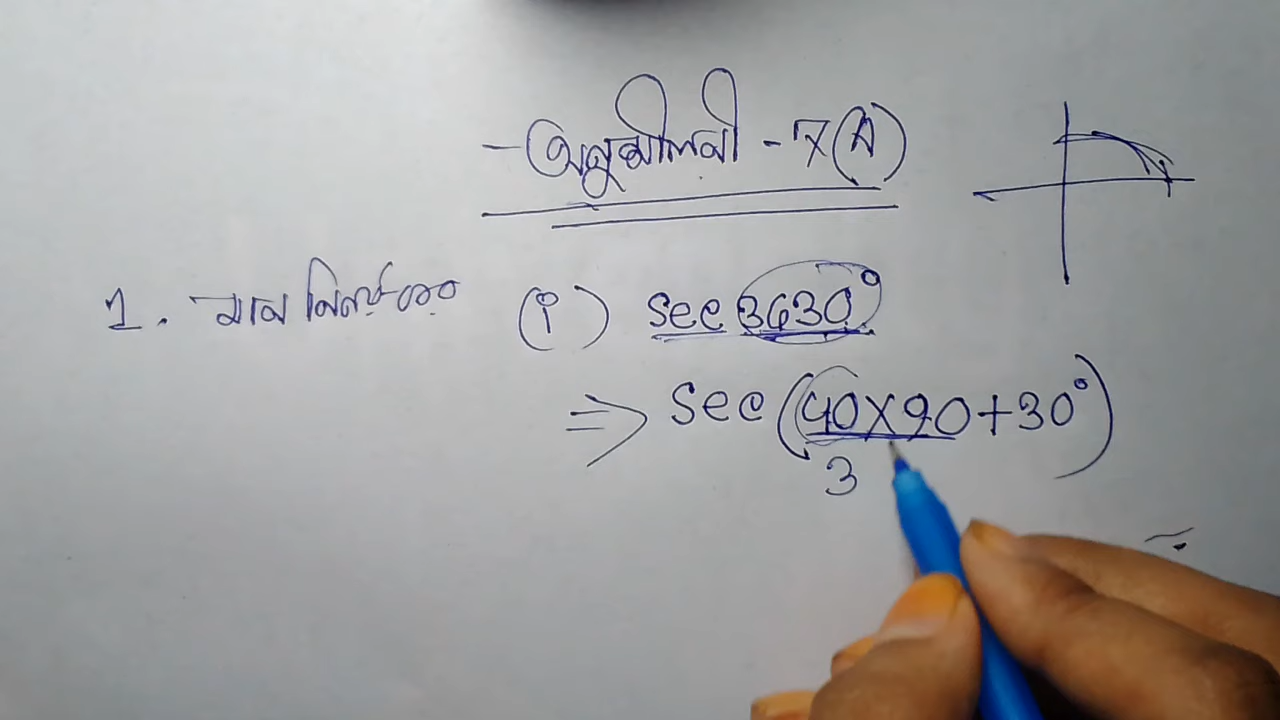 - অনুশীলনী - 7(A)
1. মান নির্ণয় কর (i) sec 3630°
⇒ sec (40×90+30°)
3